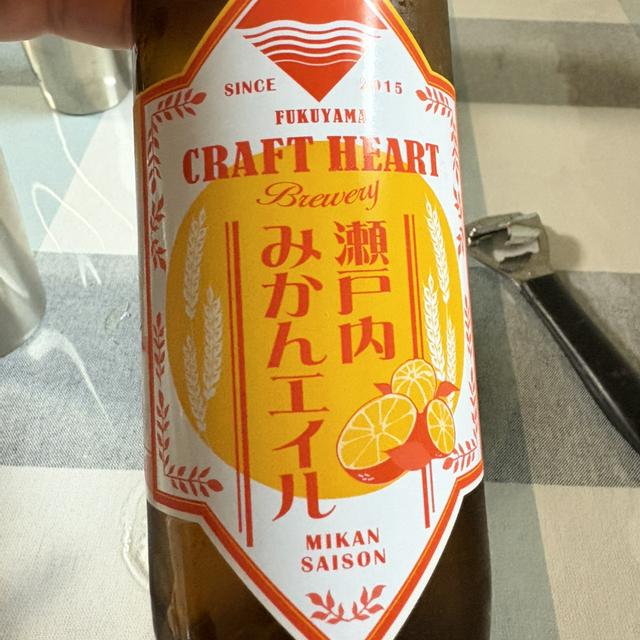 SINCE 2015
FUKUYAMA
CRAFT HEART
Brewery
瀬戸内
みかんエイル
MIKAN
SAISON